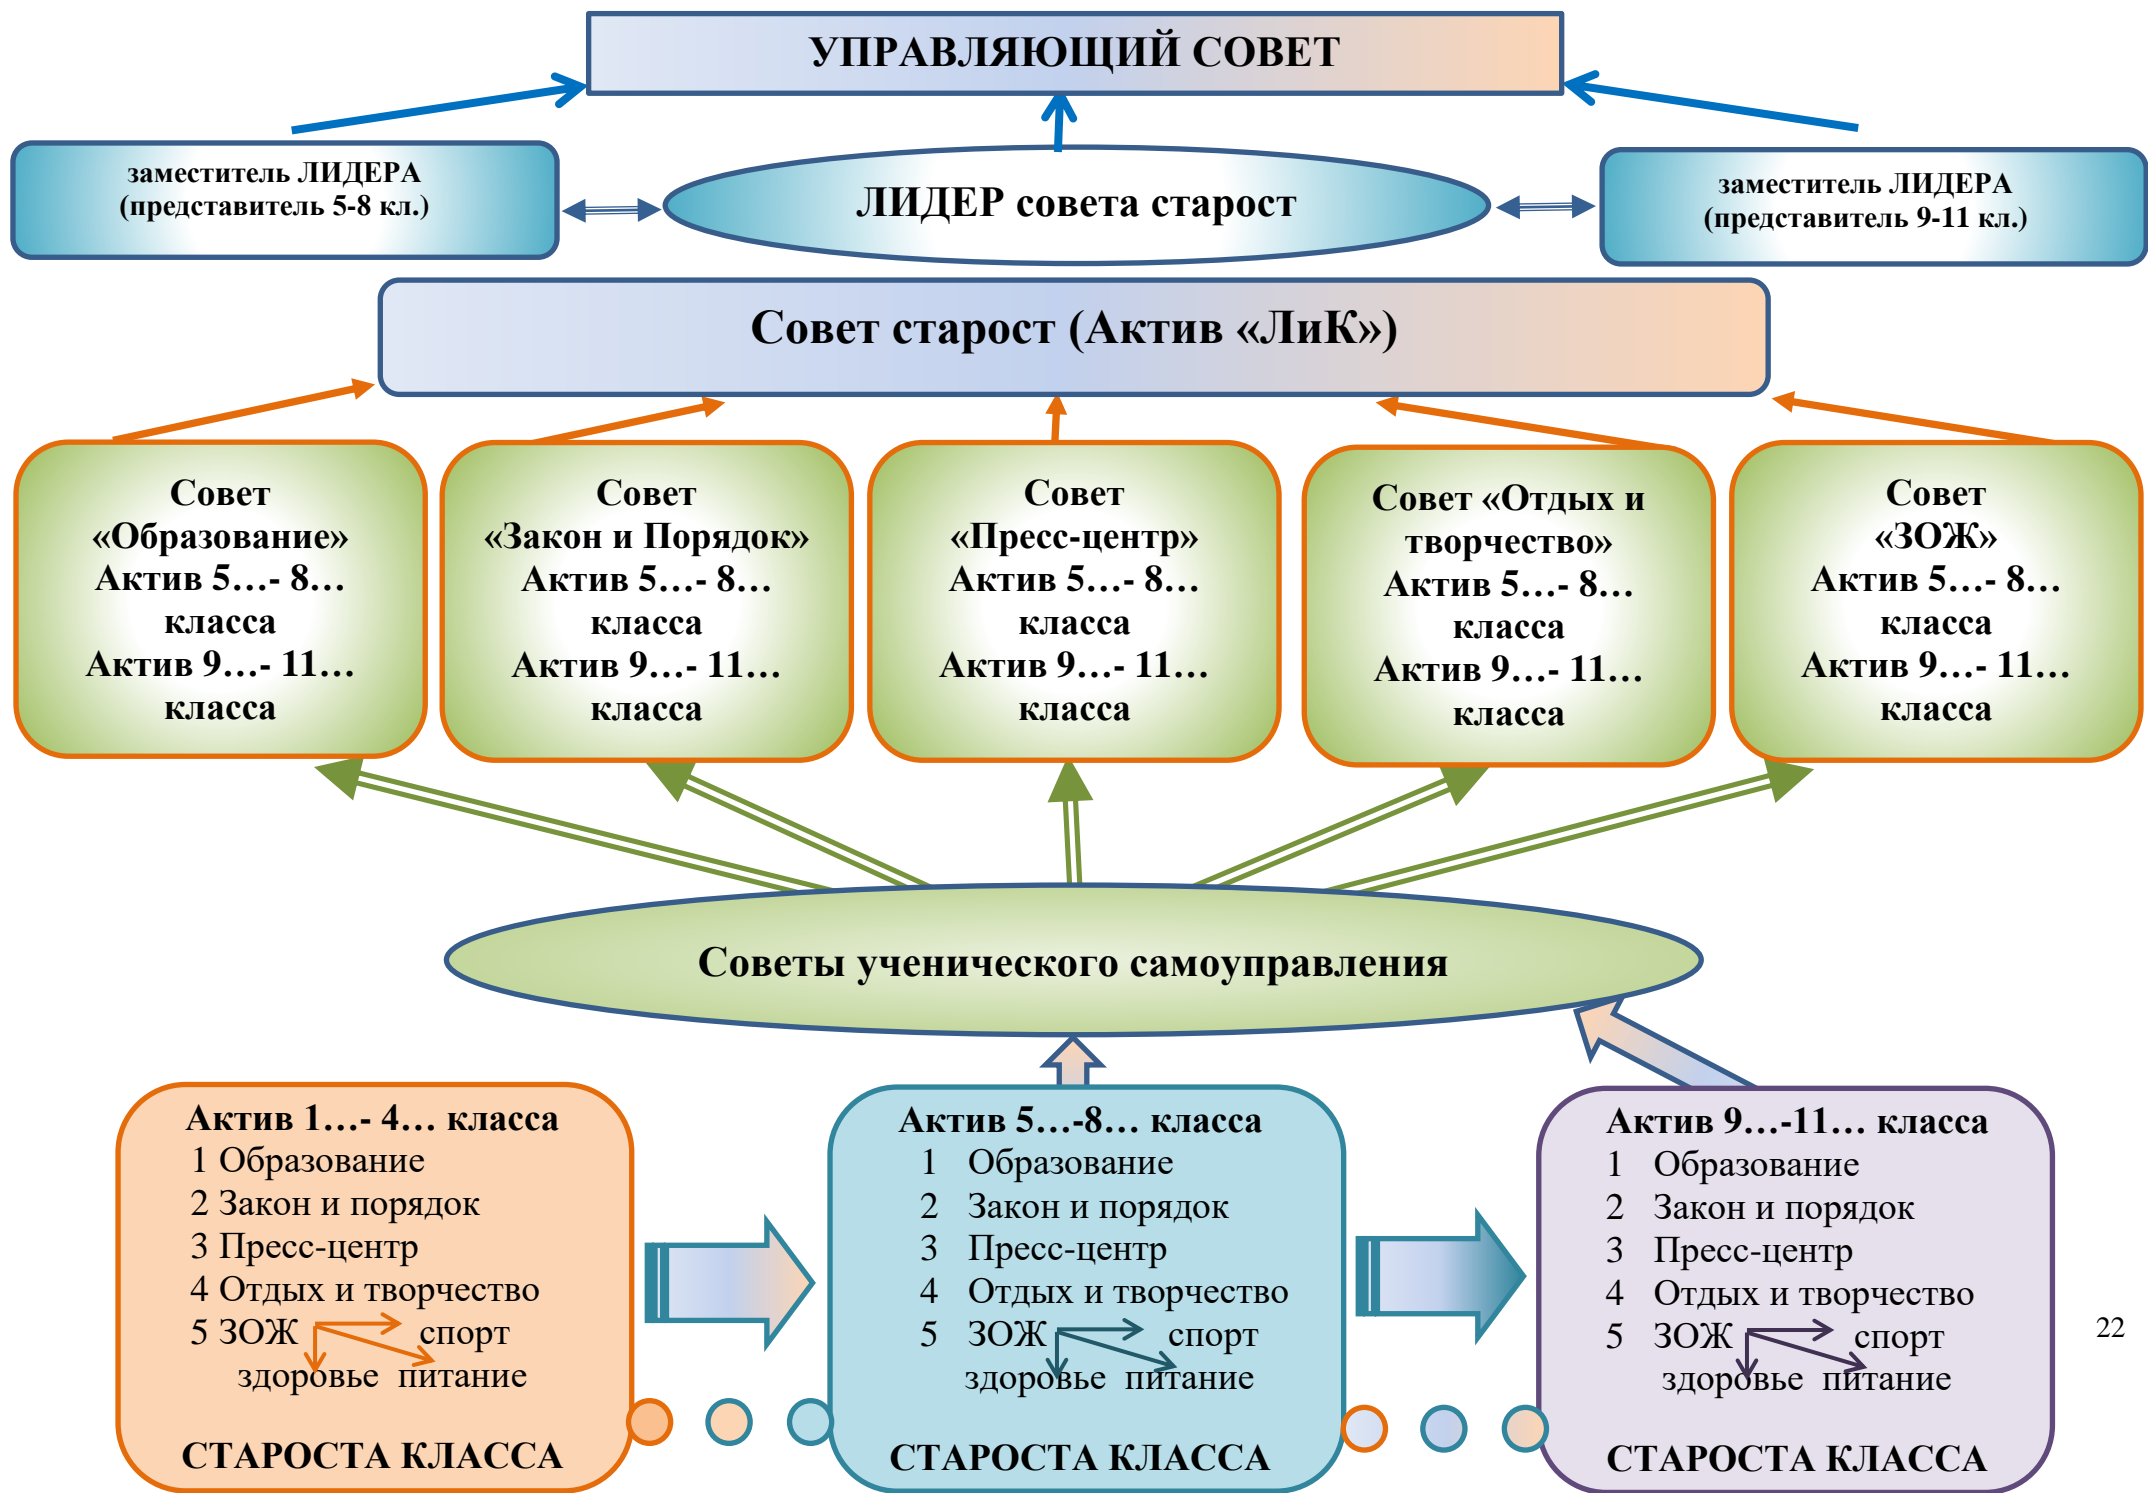 УПРАВЛЯЮЩИЙ СОВЕТ
заместитель ЛИДЕРА
(представитель 5-8 кл.)
ЛИДЕР совета старост
заместитель ЛИДЕРА
(представитель 9-11 кл.)
Совет старост (Актив «ЛиК»)
Совет
«Образование»
Актив 5…- 8…
класса
Актив 9…- 11…
класса
Совет
«Закон и Порядок»
Актив 5…- 8…
класса
Актив 9…- 11…
класса
Совет
«Пресс-центр»
Актив 5…- 8…
класса
Актив 9…- 11…
класса
Совет «Отдых и
творчество»
Актив 5…- 8…
класса
Актив 9…- 11…
класса
Совет
«ЗОЖ»
Актив 5…- 8…
класса
Актив 9…- 11…
класса
Советы ученического самоуправления
Актив 1…- 4… класса
1 Образование
2 Закон и порядок
3 Пресс-центр
4 Отдых и творчество
5 ЗОЖ спорт
здоровье питание
СТАРОСТА КЛАССА
Актив 5…-8… класса
1 Образование
2 Закон и порядок
3 Пресс-центр
4 Отдых и творчество
5 ЗОЖ спорт
здоровье питание
СТАРОСТА КЛАССА
Актив 9…-11… класса
1 Образование
2 Закон и порядок
3 Пресс-центр
4 Отдых и творчество
5 ЗОЖ спорт
здоровье питание
СТАРОСТА КЛАССА
22